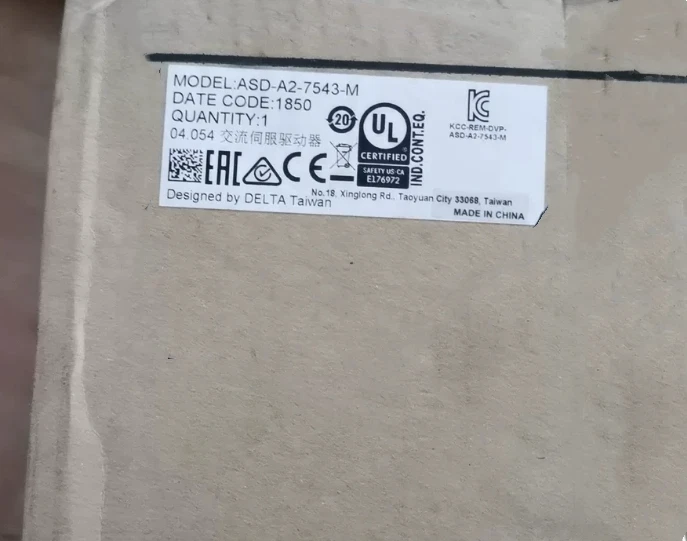 MODEL:ASD-A2-7543-M
DATE CODE:1850
QUANTITY:1
04.054 交流伺服驱动器
20
UL
CERTIFIED
SAFETY US-CA
E176972
IND.CONT.EQ.
KC
KCC-REM-DVP-
ASD-A2-7543-M
EAC
CE
Designed by DELTA Taiwan
No.18, Xinglong Rd., Taoyuan City 33068, Taiwan
MADE IN CHINA